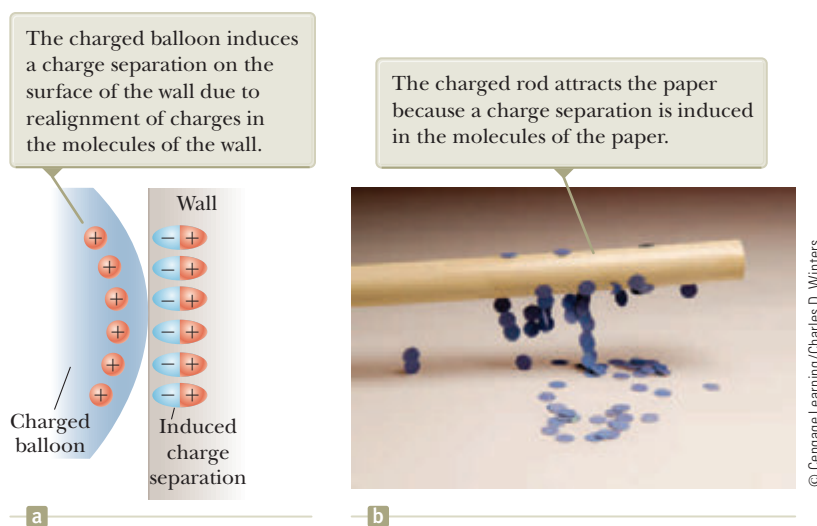 The charged balloon induces
a charge separation on the
surface of the wall due to
realignment of charges in
the molecules of the wall.
The charged rod attracts the paper
because a charge separation is induced
in the molecules of the paper.
Wall
+ − +
+ − +
+ − +
+ − +
+ − +
+ − +
Charged
balloon
Induced
charge
separation
© Cengage Learning/Charles D. Winters
a
b